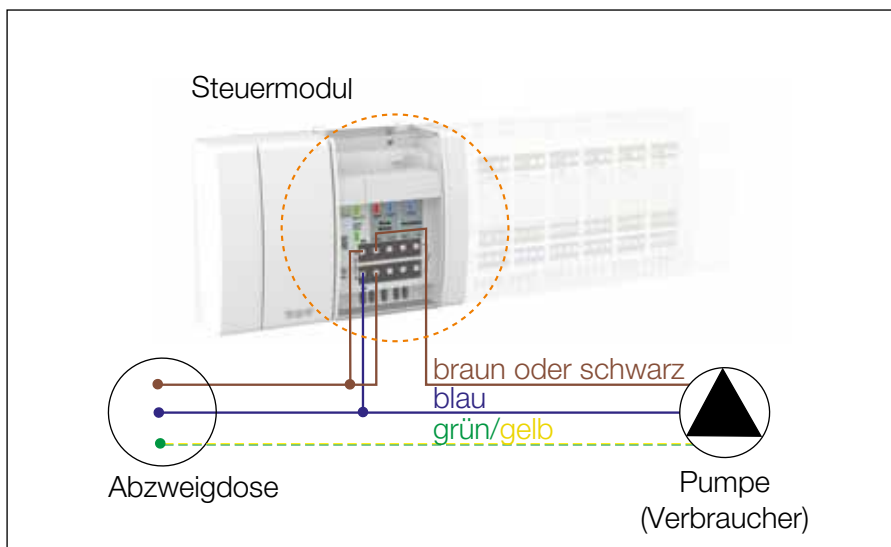 Steuermodul
braun oder schwarz
blau
grün/gelb
Abzweigdose
Pumpe
(Verbraucher)